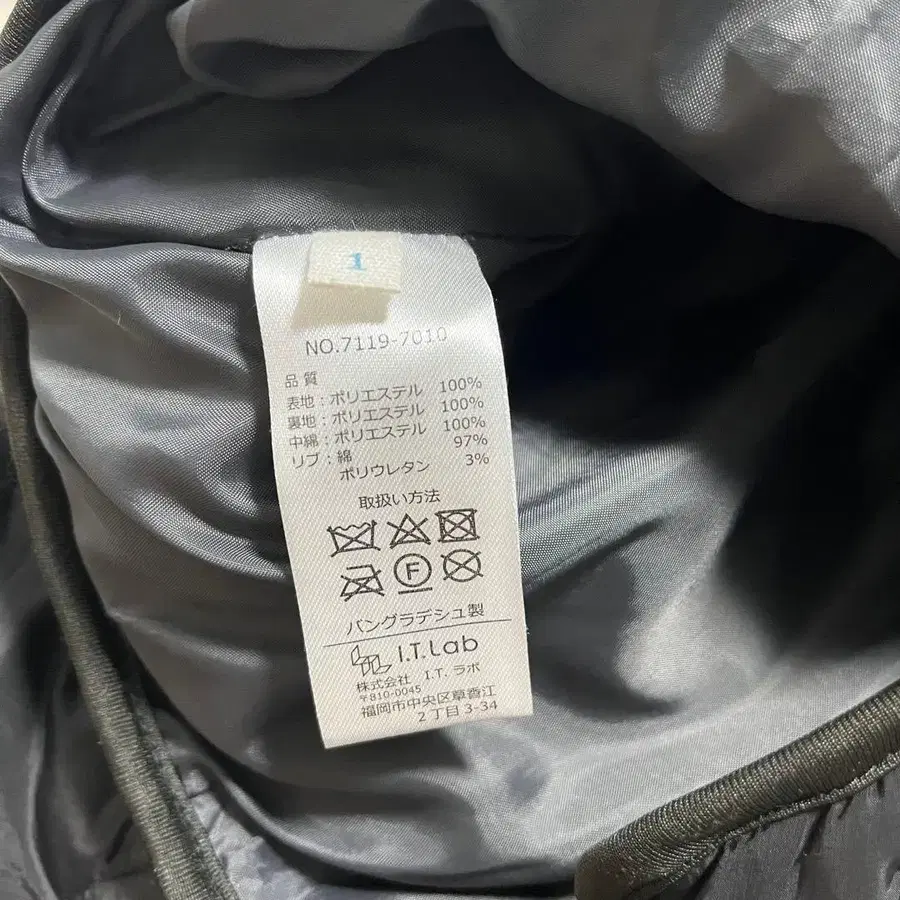 1
NO.7119-7010
品質
表地：ポリエステル 100%
裏地：ポリエステル 100%
中綿：ポリエステル 100%
リブ：綿 97%
ポリウレタン 3%
取扱い方法
F
バングラデシュ製
I.T.Lab
株式会社 I.T. ラボ
〒810-0045
福岡市中央区草香江
2丁目3-34